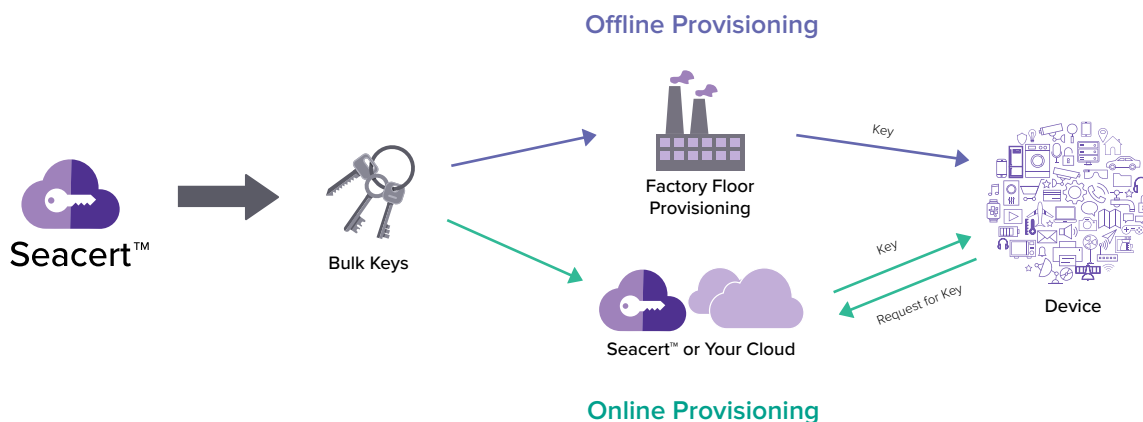 Offline Provisioning
Seacert™
Bulk Keys
Factory Floor
Provisioning
Key
Key
Request for Key
Device
Seacert™ or Your Cloud
Online Provisioning